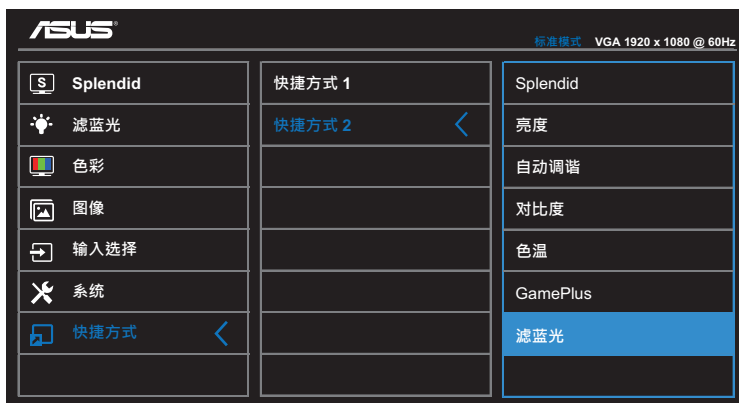 ASUS
标准模式 VGA 1920 x 1080 @ 60Hz
S Splendid
滤蓝光
色彩
图像
输入选择
系统
快捷方式
快捷方式 1
快捷方式 2
Splendid
亮度
自动调谐
对比度
色温
GamePlus
滤蓝光